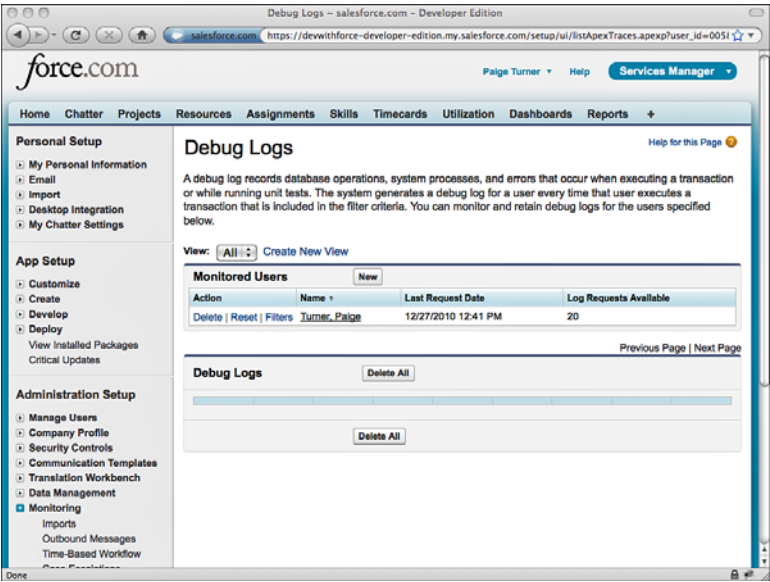 Debug Logs ~ salesforce.com – Developer Edition
salesforce.com https://devwithforce-developer-edition.my.salesforce.com/setup/ui/listApexTraces.apexp?user_id=005
force.com
Paige Turner Help Services Manager
Home Chatter Projects Resources Assignments Skills Timecards Utilization Dashboards Reports +
Personal Setup
My Personal Information
Email
Import
Desktop Integration
My Chatter Settings
App Setup
Customize
Create
Develop
Deploy
View Installed Packages
Critical Updates
Administration Setup
Manage Users
Company Profile
Security Controls
Communication Templates
Translation Workbench
Data Management
Monitoring
Imports
Outbound Messages
Time-Based Workflow
Debug Logs
Help for this Page ?
A debug log records database operations, system processes, and errors that occur when executing a transaction
or while running unit tests. The system generates a debug log for a user every time that user executes a
transaction that is included in the filter criteria. You can monitor and retain debug logs for the users specified
below.
View: All Create New View
Monitored Users New
Action Name ↑ Last Request Date Log Requests Available
Delete | Reset | Filters Turner, Paige 12/27/2010 12:41 PM 20
Previous Page | Next Page
Debug Logs Delete All
Delete All
Done